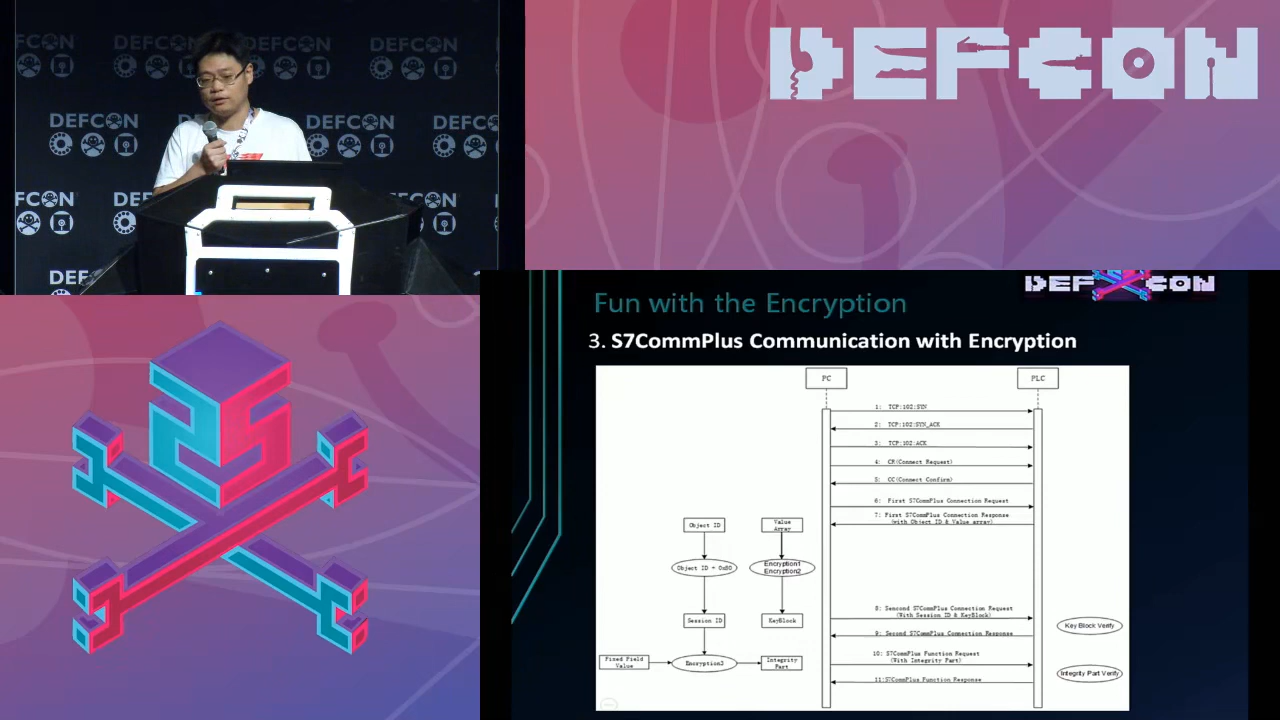 DEFCON
DEFCON
DEFCON
DEFCON
DEFCON
DEFCON
DEFCON
DEFC
FCON
DEF
DEFCON
DEF CON
Fun with the Encryption
3. S7CommPlus Communication with Encryption
PC
PLC
1: TCP:102:SYN
2: TCP:102:SYN_ACK
3: TCP:102:ACK
4: CR(Connect Request)
5: CC(Connect Confirm)
6: First S7CommPlus Connection Request
7: First S7CommPlus Connection Response
(with Object ID & Value array)
Object ID
Value
Array
Object ID + 0x80
Encryption1
Encryption2
8: Sencond S7CommPlus Connection Request
(With Session ID & KeyBlock)
Session ID
KeyBlock
Key Block Verify
9: Second S7CommPlus Connection Response
10: S7CommPlus Function Request
(With Integrity Part)
Fixed Field
Value
Encryption3
Integrity
Part
Integrity Part Verify
11:S7CommPlus Function Response